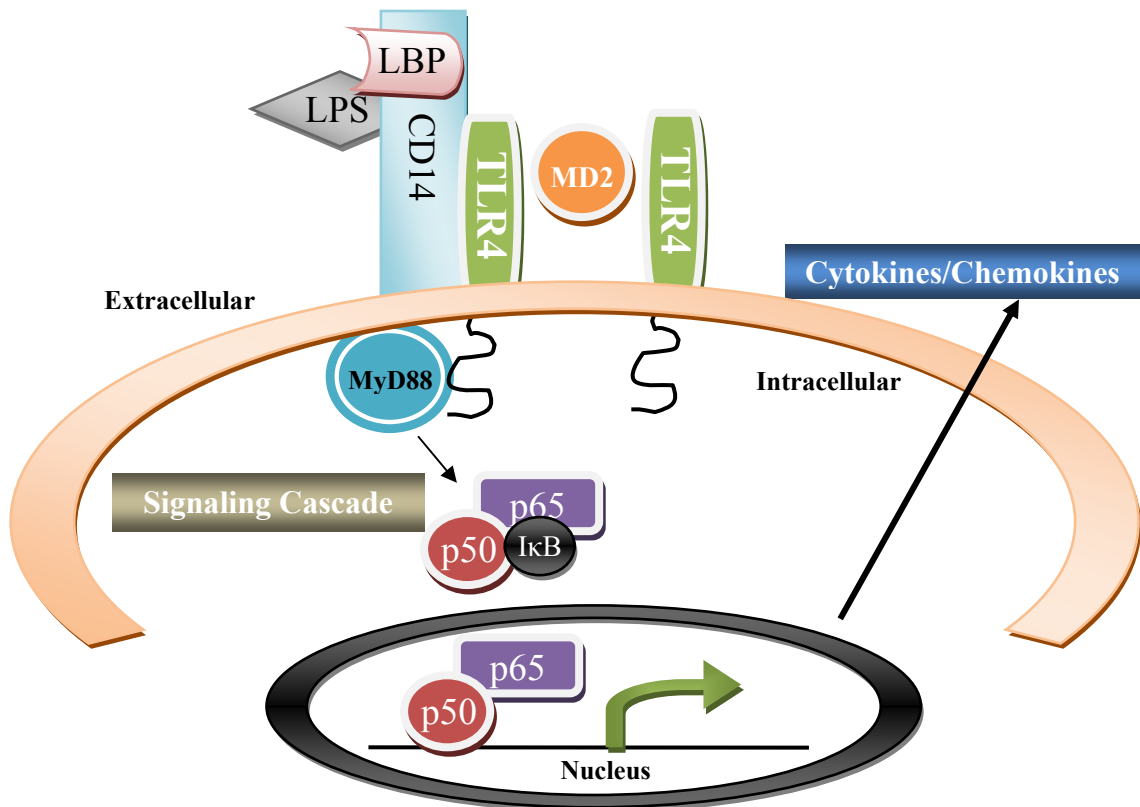 LBP
LPS
CD14
TLR4
MD2
TLR4
Cytokines/Chemokines
Extracellular
MyD88
Intracellular
Signaling Cascade
p65
p50
IκB
p65
p50
Nucleus